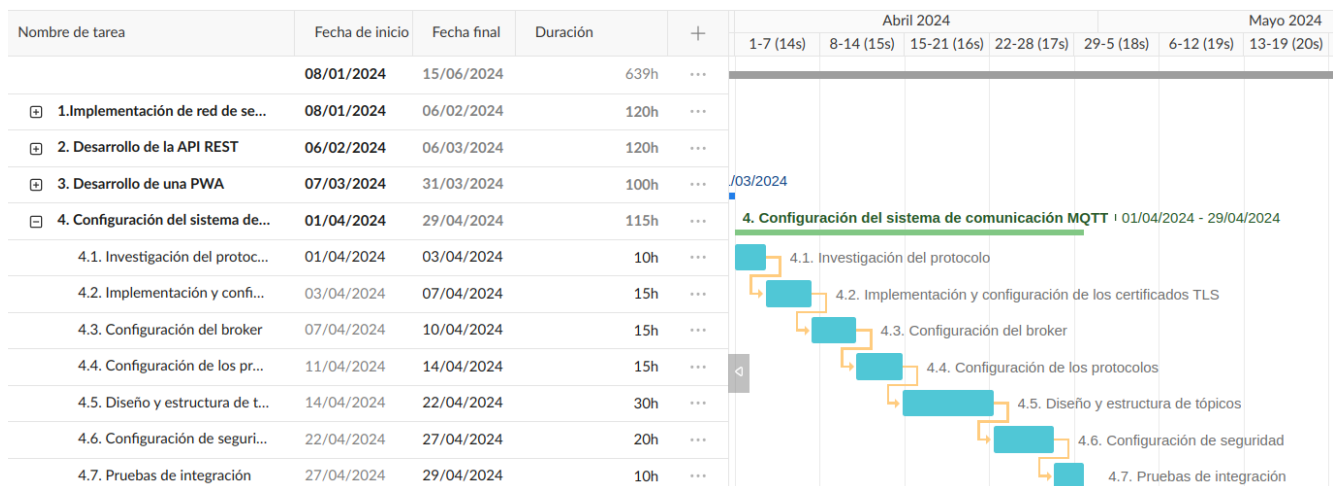 Nombre de tarea Fecha de inicio Fecha final Duración Abril 2024 Mayo 2024
1-7 (14s) 8-14 (15s) 15-21 (16s) 22-28 (17s) 29-5 (18s) 6-12 (19s) 13-19 (20s)
08/01/2024 15/06/2024 639h
1.Implementación de red de se... 08/01/2024 06/02/2024 120h
2. Desarrollo de la API REST 06/02/2024 06/03/2024 120h
3. Desarrollo de una PWA 07/03/2024 31/03/2024 100h /03/2024
4. Configuración del sistema de... 01/04/2024 29/04/2024 115h 4. Configuración del sistema de comunicación MQTT 01/04/2024 - 29/04/2024
4.1. Investigación del protoc... 01/04/2024 03/04/2024 10h 4.1. Investigación del protocolo
4.2. Implementación y confi... 03/04/2024 07/04/2024 15h 4.2. Implementación y configuración de los certificados TLS
4.3. Configuración del broker 07/04/2024 10/04/2024 15h 4.3. Configuración del broker
4.4. Configuración de los pr... 11/04/2024 14/04/2024 15h 4.4. Configuración de los protocolos
4.5. Diseño y estructura de t... 14/04/2024 22/04/2024 30h 4.5. Diseño y estructura de tópicos
4.6. Configuración de seguri... 22/04/2024 27/04/2024 20h 4.6. Configuración de seguridad
4.7. Pruebas de integración 27/04/2024 29/04/2024 10h 4.7. Pruebas de integración